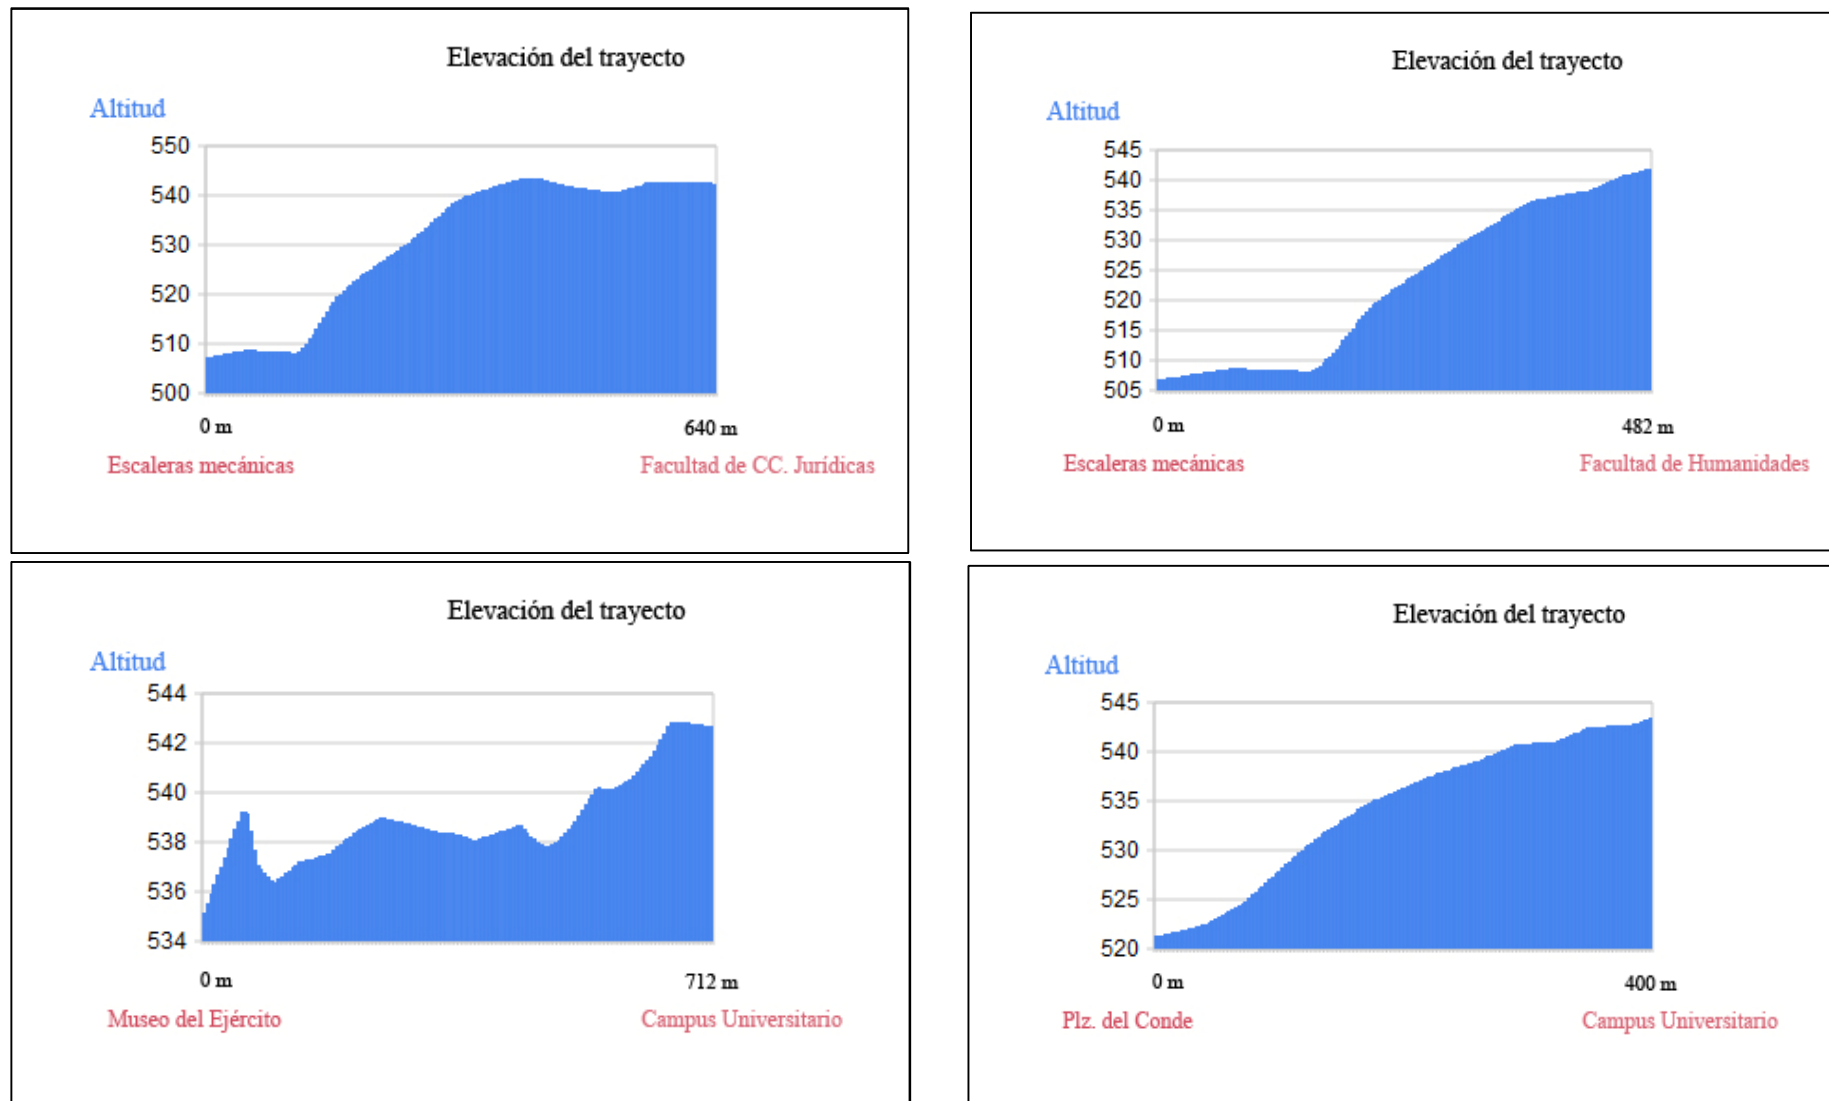 Elevación del trayecto
Altitud
550
540
530
520
510
500
0 m
640 m
Escaleras mecánicas
Facultad de CC. Jurídicas
Elevación del trayecto
Altitud
545
540
535
530
525
520
515
510
505
0 m
482 m
Escaleras mecánicas
Facultad de Humanidades
Elevación del trayecto
Altitud
544
542
540
538
536
534
0 m
712 m
Museo del Ejército
Campus Universitario
Elevación del trayecto
Altitud
545
540
535
530
525
520
0 m
400 m
Plz. del Conde
Campus Universitario